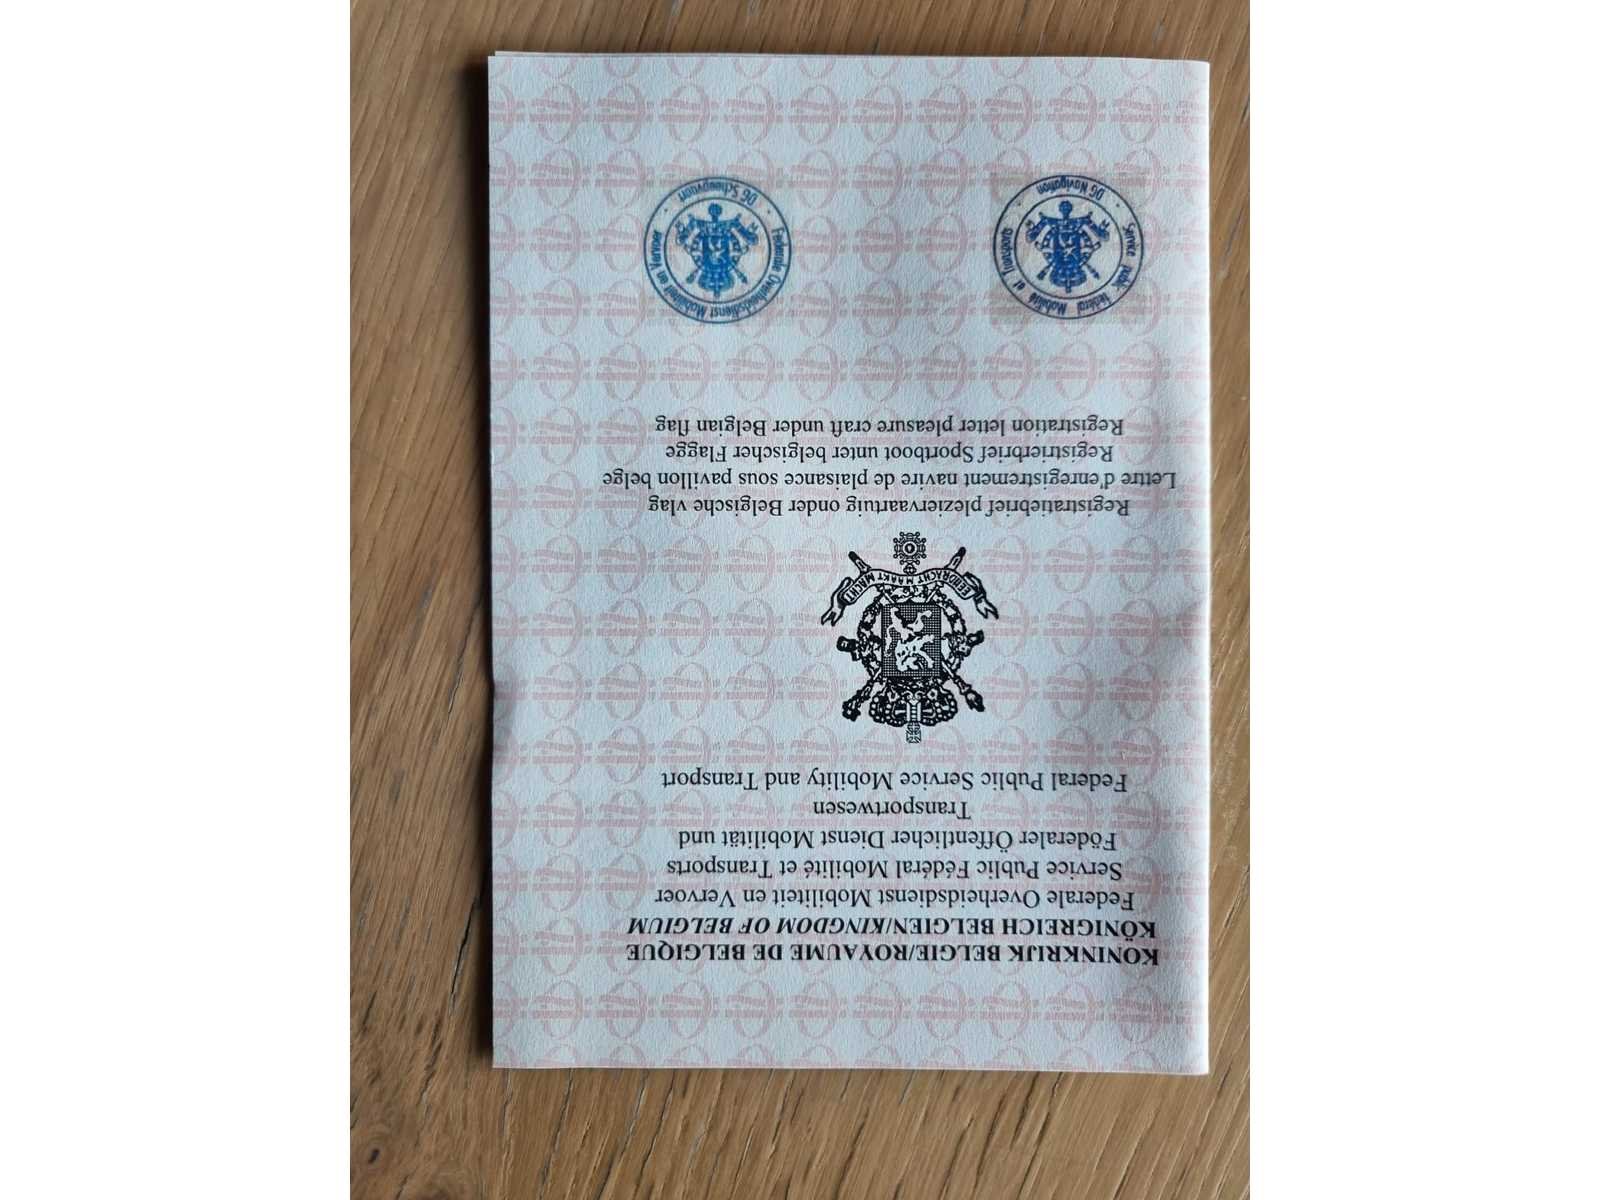 KONINKRIJK BELGIE/ROYAUME DE BELGIQUE
KÖNIGREICH BELGIEN/KINGDOM OF BELGIUM
Federale Overheidsdienst Mobiliteit en Vervoer
Service Public Fédéral Mobilité et Transports
Föderaler Öffentlicher Dienst Mobilität und
Transportwesen
Federal Public Service Mobility and Transport
EENDRACHT MAAKT MACHT
Registratiebrief pleziervaartuig onder Belgische vlag
Lettre d'enregistrement navire de plaisance sous pavillon belge
Registrierbrief Sportboot unter belgischer Flagge
Registration letter pleasure craft under Belgian flag
Service public fédéral Mobilité et Transports
DG Navigation
Federale Overheidsdienst Mobiliteit en Vervoer
DG Scheepvaart